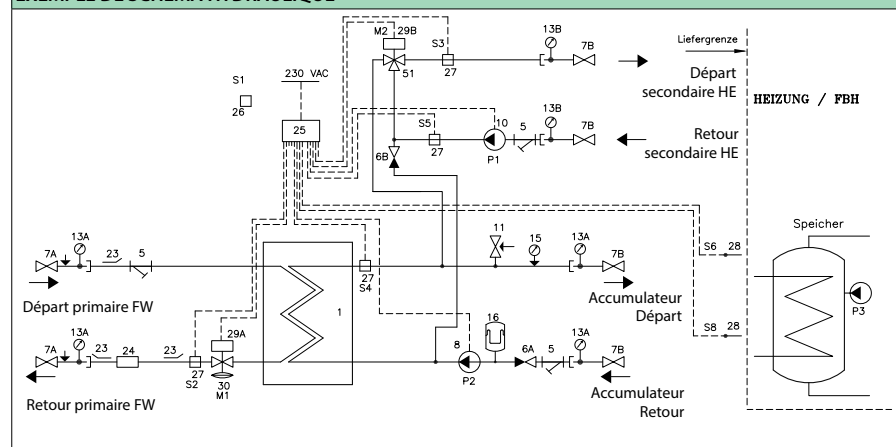 EXEMPLE DE SCHÉMA HYDRAULIQUE
M2 29B S3 13B 7B
51 27
Liefergrenze
Départ
secondaire HE
HEIZUNG / FBH
S1
26
230 VAC
25
S5 10 5 13B 7B
27 P1
6B
Retour
secondaire HE
7A 13A 23 5
Départ primaire FW
1
27
S4
11 15 13A 7B
Accumulateur
Départ
S6 28
S8 28
Speicher
P3
7A 13A 23 24 23 27 29A
S2 30
M1
Retour primaire FW
8 16 6A 5 13A 7B
P2
Accumulateur
Retour